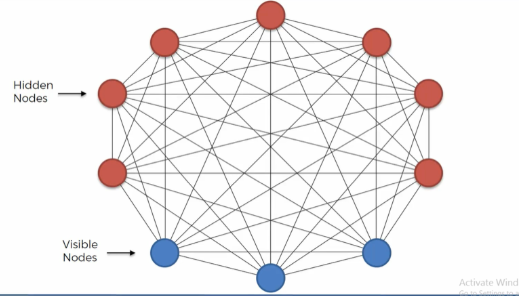 Hidden
Nodes
Visible
Nodes
Activate Wind